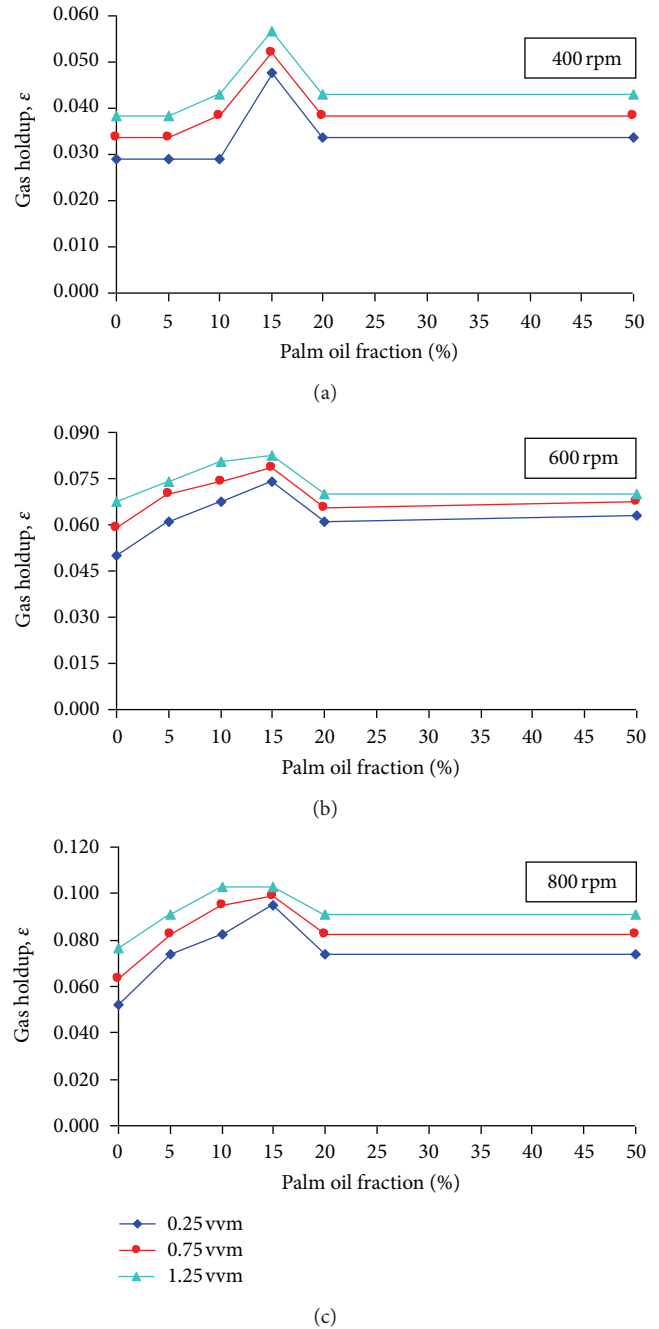 0.060
0.050
0.040
0.030
0.020
0.010
0.000
Gas holdup, ε
400 rpm
0 5 10 15 20 25 30 35 40 45 50
Palm oil fraction (%)
(a)
0.090
0.075
0.060
0.045
0.030
0.015
0.000
Gas holdup, ε
600 rpm
0 5 10 15 20 25 30 35 40 45 50
Palm oil fraction (%)
(b)
0.120
0.100
0.080
0.060
0.040
0.020
0.000
Gas holdup, ε
800 rpm
0 5 10 15 20 25 30 35 40 45 50
Palm oil fraction (%)
0.25 vvm
0.75 vvm
1.25 vvm
(c)